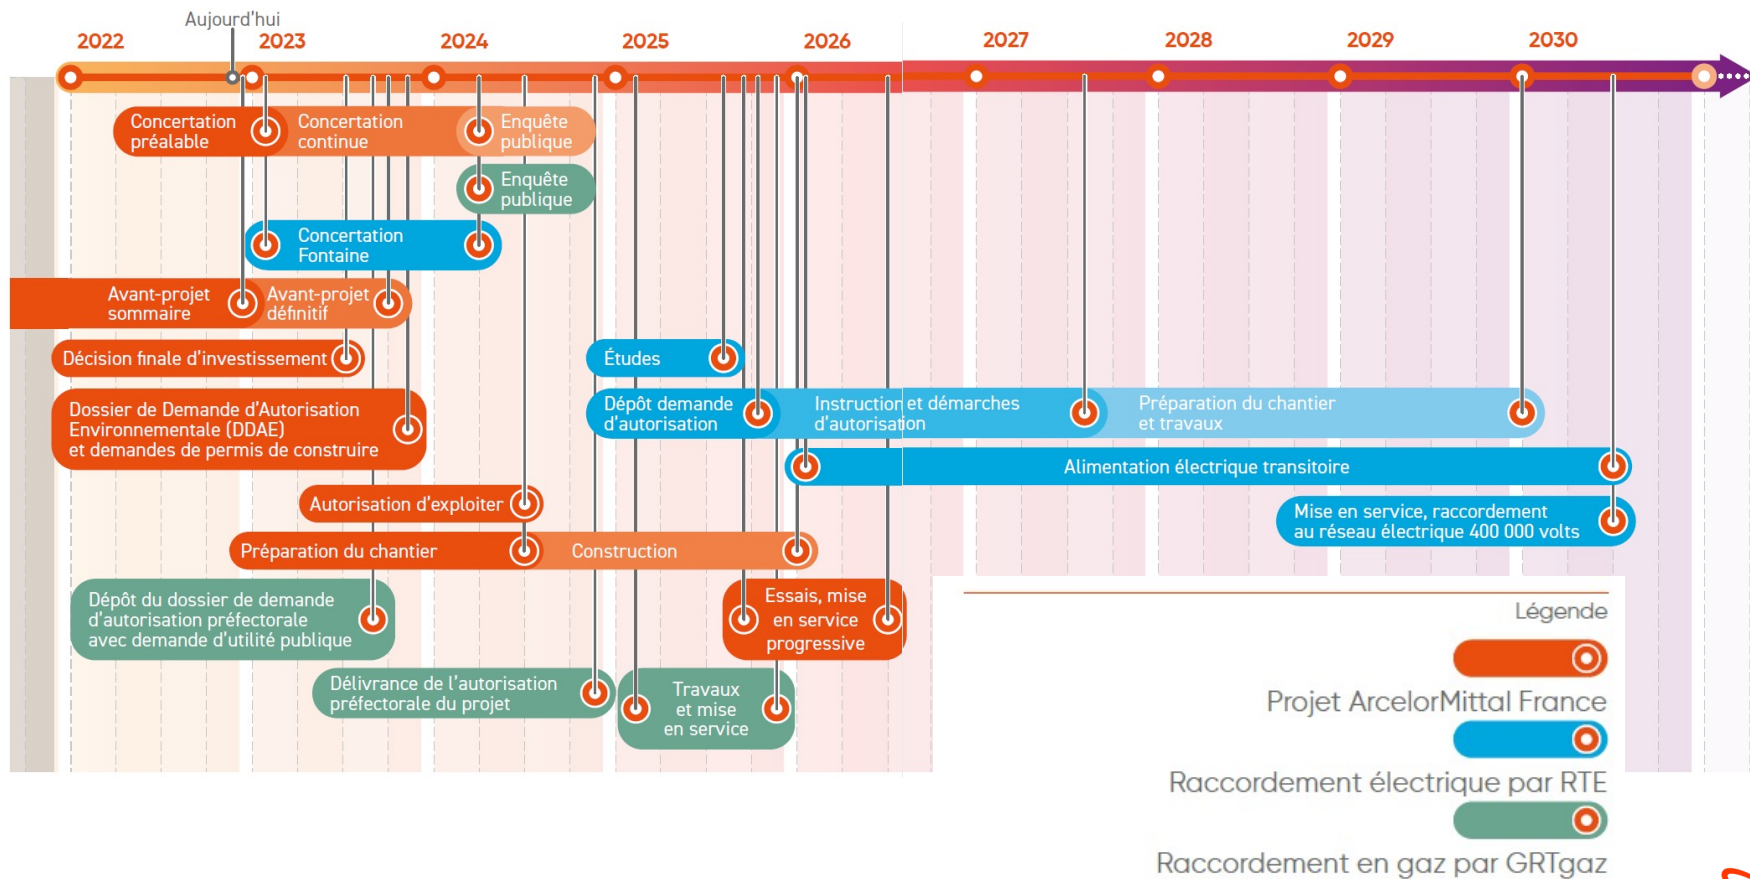 Aujourd'hui
2022
2023
2024
2025
2026
2027
2028
2029
2030
Concertation
préalable
Concertation
continue
Enquête
publique
Enquête
publique
Concertation
Fontaine
Avant-projet
sommaire
Avant-projet
définitif
Décision finale d'investissement
Études
Dossier de Demande d'Autorisation
Environnementale (DDAE)
et demandes de permis de construire
Dépôt demande
d'autorisation
Instruction et démarches
d'autorisation
Préparation du chantier
et travaux
Alimentation électrique transitoire
Autorisation d'exploiter
Mise en service, raccordement
au réseau électrique 400 000 volts
Préparation du chantier
Construction
Dépôt du dossier de demande
d'autorisation préfectorale
avec demande d'utilité publique
Essais, mise
en service
progressive
Délivrance de l'autorisation
préfectorale du projet
Travaux
et mise
en service
Légende
Projet ArcelorMittal France
Raccordement électrique par RTE
Raccordement en gaz par GRTgaz